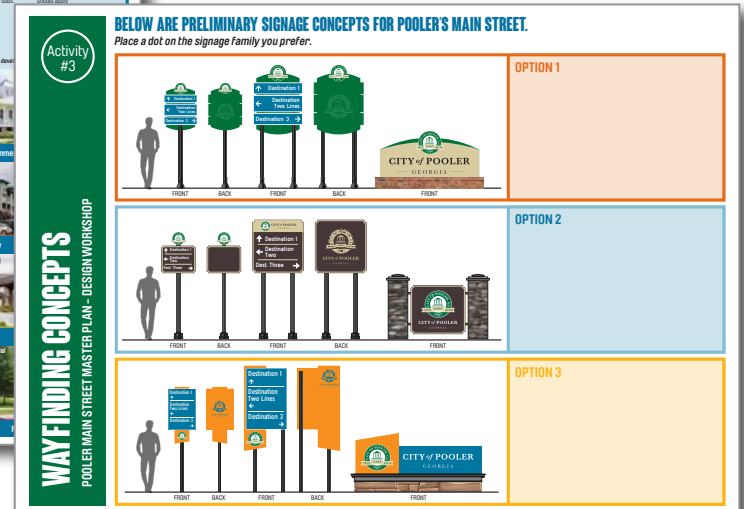 uses,
should apply
Activity
#3
WAYFINDING CONCEPTS
POOLER MAIN STREET MASTER PLAN - DESIGN WORKSHOP
BELOW ARE PRELIMINARY SIGNAGE CONCEPTS FOR POOLER'S MAIN STREET.
Place a dot on the signage family you prefer.
OPTION 1
Destination 1
Destination
Two Lines
Destination 3
Destination 1
Destination
Two Lines
Destination 3
CITY of POOLER
GEORGIA
FRONT
BACK
FRONT
BACK
FRONT
OPTION 2
Destination 1
Destination
Two
Dest. Three
CITY of POOLER
Destination 1
Destination
Two
Dest. Three
CITY of POOLER
GEORGIA
CITY of POOLER
GEORGIA
FRONT
BACK
FRONT
BACK
FRONT
OPTION 3
Destination 1
Destination
Two Lines
Destination 3
Destination 1
Destination
Two Lines
Destination 3
CITY of POOLER
GEORGIA
FRONT
BACK
FRONT
BACK
FRONT